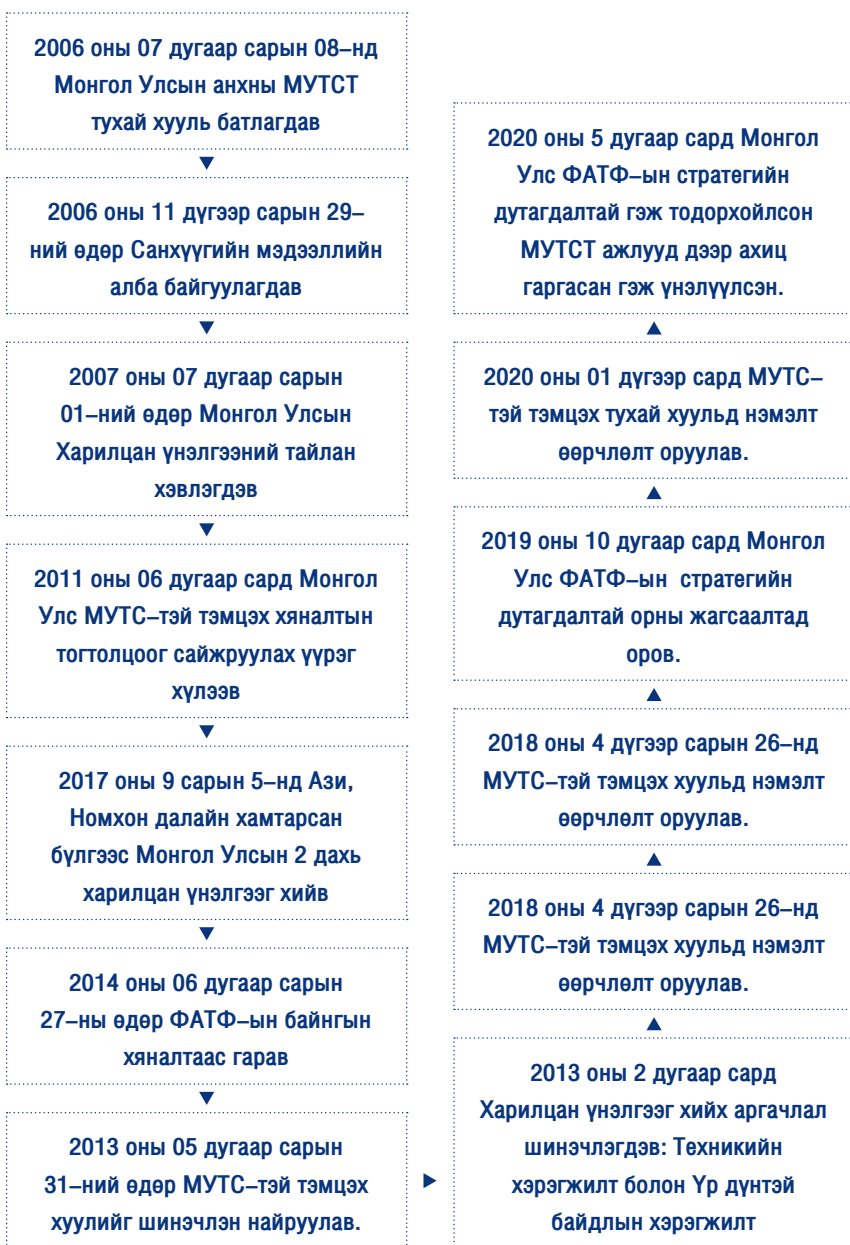 2006 оны 07 дугаар сарын 08–нд
Монгол Улсын анхны МУТСТ
тухай хууль батлагдав
2006 оны 11 дүгээр сарын 29–
ний өдөр Санхүүгийн мэдээллийн
алба байгуулагдав
2007 оны 07 дугаар сарын
01–ний өдөр Монгол Улсын
Харилцан үнэлгээний тайлан
хэвлэгдэв
2011 оны 06 дугаар сард Монгол
Улс МУТС–тэй тэмцэх хяналтын
тогтолцоог сайжруулах үүрэг
хүлээв
2017 оны 9 сарын 5–нд Ази,
Номхон далайн хамтарсан
бүлгээс Монгол Улсын 2 дахь
харилцан үнэлгээг хийв
2014 оны 06 дугаар сарын
27–ны өдөр ФАТФ–ын байнгын
хяналтаас гарав
2013 оны 05 дугаар сарын
31–ний өдөр МУТС–тэй тэмцэх
хуулийг шинэчлэн найруулав.
2013 оны 2 дугаар сард
Харилцан үнэлгээг хийх аргачлал
шинэчлэгдэв: Техникийн
хэрэгжилт болон Үр дүнтэй
байдлын хэрэгжилт
2018 оны 4 дүгээр сарын 26–нд
МУТС–тэй тэмцэх хуульд нэмэлт
өөрчлөлт оруулав.
2018 оны 4 дүгээр сарын 26–нд
МУТС–тэй тэмцэх хуульд нэмэлт
өөрчлөлт оруулав.
2019 оны 10 дугаар сард Монгол
Улс ФАТФ–ын стратегийн
дутагдалтай орны жагсаалтад
оров.
2020 оны 01 дүгээр сард МУТС–
тэй тэмцэх тухай хуульд нэмэлт
өөрчлөлт оруулав.
2020 оны 5 дугаар сард Монгол
Улс ФАТФ–ын стратегийн
дутагдалтай гэж тодорхойлсон
МУТСТ ажлууд дээр ахиц
гаргасан гэж үнэлүүлсэн.